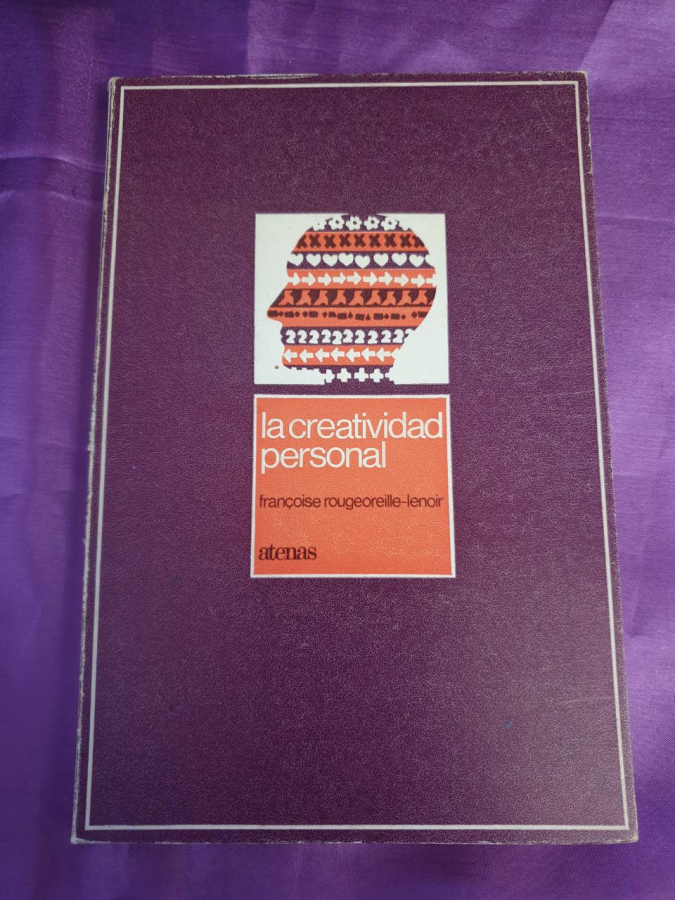 la creatividad
personal
françoise rougeoreille-lenoir
atenas